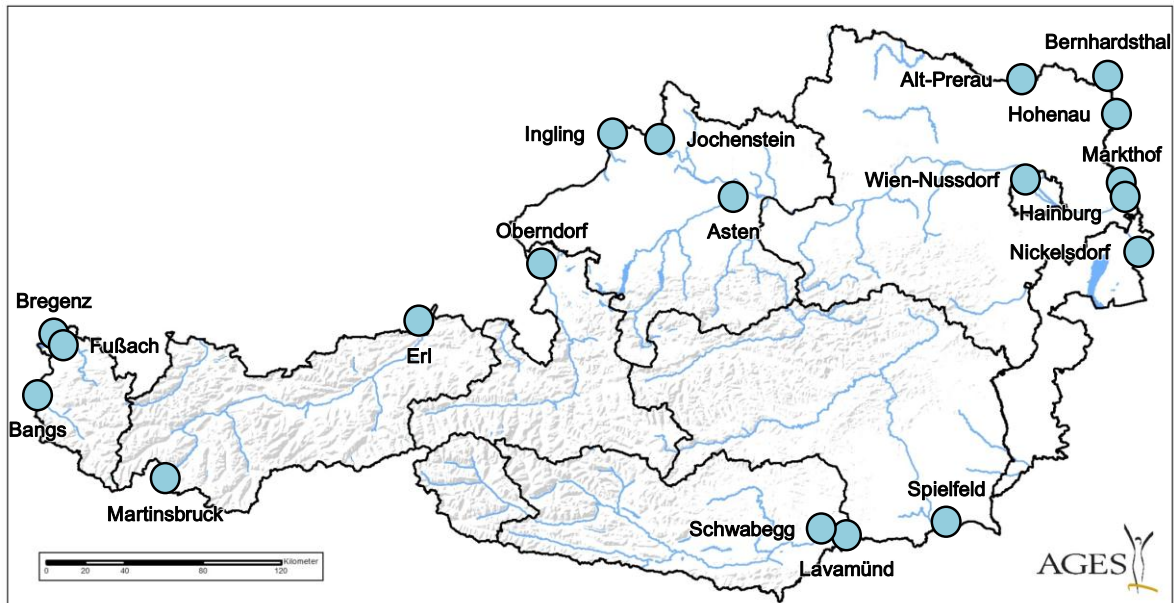 Bernhardsthal
Alt-Prerau
Hohenau
Ingling
Jochenstein
Markthof
Wien-Nussdorf
Hainburg
Oberndorf
Asten
Nickelsdorf
Bregenz
Fußach
Erl
Bangs
Martinsbruck
Spielfeld
Schwabegg
Lavamünd
Kilometer
0 20 40 80 120
AGES